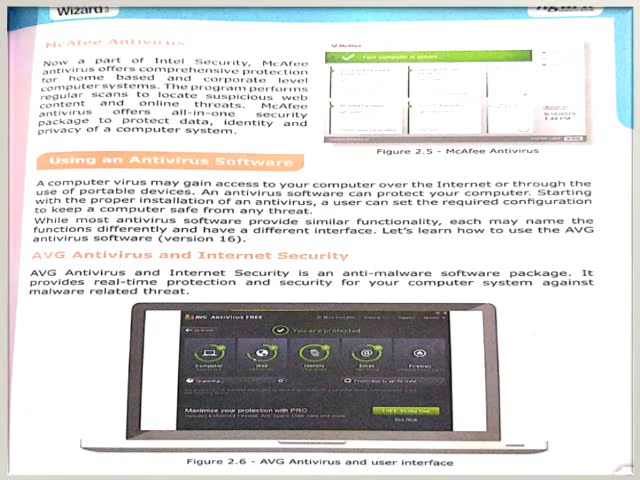 Wizard
McAfee Antivirus
Now a part of Intel Security, McAfee
antivirus offers comprehensive protection
for home based and corporate level
computer systems. The program performs
regular scans to locate suspicious web
content and online threats. McAfee
antivirus offers all-in-one security
package to protect data, identity and
privacy of a computer system.
McAfee
Your computer is secure
Figure 2.5 - McAfee Antivirus
Using an Antivirus Software
A computer virus may gain access to your computer over the Internet or through the
use of portable devices. An antivirus software can protect your computer. Starting
with the proper installation of an antivirus, a user can set the required configuration
to keep a computer safe from any threat.
While most antivirus software provide similar functionality, each may name the
functions differently and have a different interface. Let's learn how to use the AVG
antivirus software (version 16).
AVG Antivirus and Internet Security
AVG Antivirus and Internet Security is an anti-malware software package. It
provides real-time protection and security for your computer system against
malware related threat.
AVG AntiVirus FREE
You are protected
Computer Web Identity Email Firewall
Maximize your protection with PRO
Figure 2.6 - AVG Antivirus and user interface